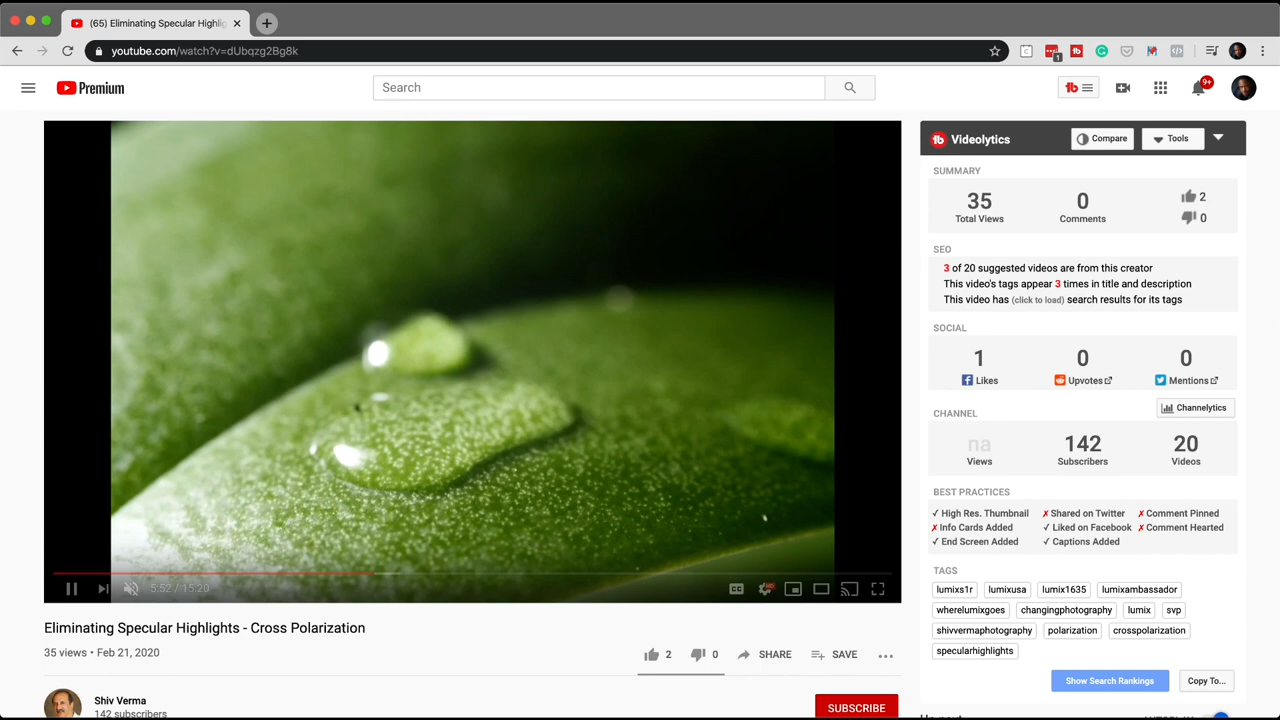 (65) Eliminating Specular Highlig
youtube.com/watch?v=dUbqzg2Bg8k
1
Premium
Search
9+
Videolytics
Compare
Tools
SUMMARY
35
Total Views
0
Comments
2
0
SEO
3 of 20 suggested videos are from this creator
This video's tags appear 3 times in title and description
This video has (click to load) search results for its tags
SOCIAL
1
Likes
0
Upvotes
0
Mentions
CHANNEL
Channelytics
na
Views
142
Subscribers
20
Videos
BEST PRACTICES
✓ High Res. Thumbnail
✗ Shared on Twitter
✗ Comment Pinned
✗ Info Cards Added
✓ Liked on Facebook
✗ Comment Hearted
✓ End Screen Added
✓ Captions Added
TAGS
lumixs1r lumixusa lumix1635 lumixambassador
wherelumixgoes changingphotography lumix svp
shivvermaphotography polarization crosspolarization
specularhighlights
Show Search Rankings
Copy To...
5:52 / 15:20
Eliminating Specular Highlights - Cross Polarization
35 views • Feb 21, 2020
2
0
SHARE
SAVE
Shiv Verma
142 subscribers
SUBSCRIBE